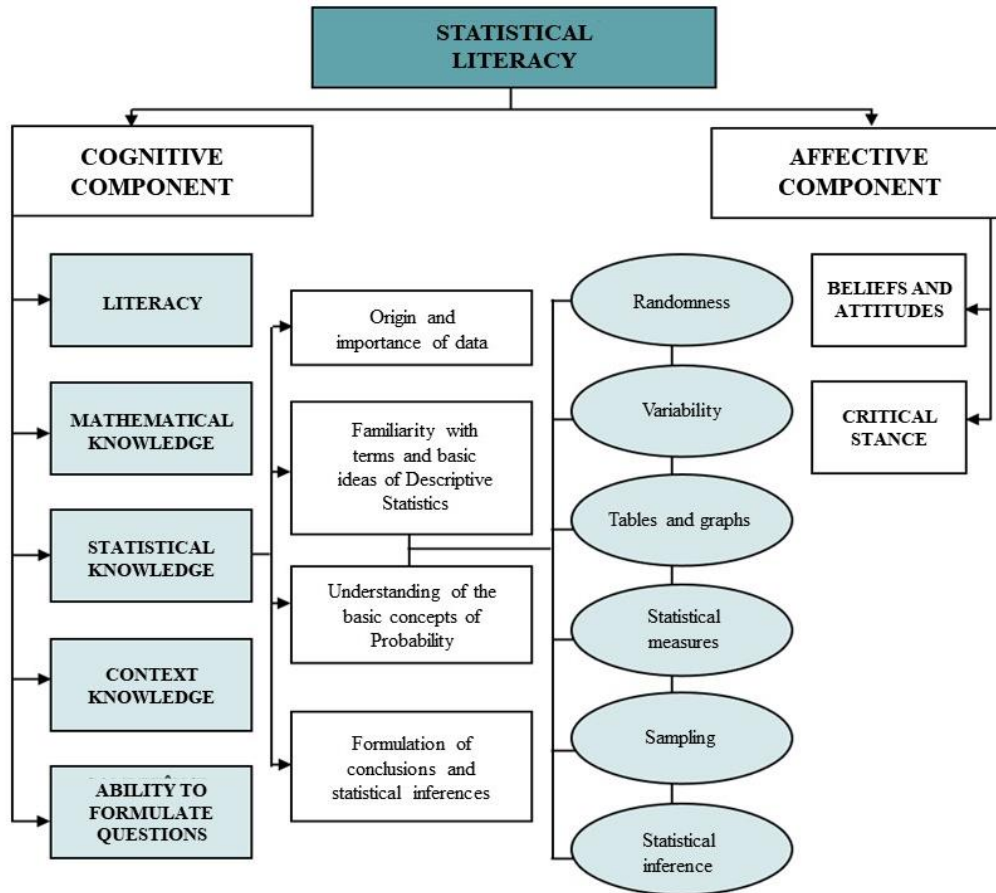 STATISTICAL
LITERACY
COGNITIVE
COMPONENT
AFFECTIVE
COMPONENT
LITERACY
MATHEMATICAL
KNOWLEDGE
STATISTICAL
KNOWLEDGE
CONTEXT
KNOWLEDGE
ABILITY TO
FORMULATE
QUESTIONS
Origin and
importance of data
Familiarity with
terms and basic
ideas of Descriptive
Statistics
Understanding of the
basic concepts of
Probability
Formulation of
conclusions and
statistical inferences
Randomness
Variability
Tables and graphs
Statistical
measures
Sampling
Statistical
inference
BELIEFS AND
ATTITUDES
CRITICAL
STANCE